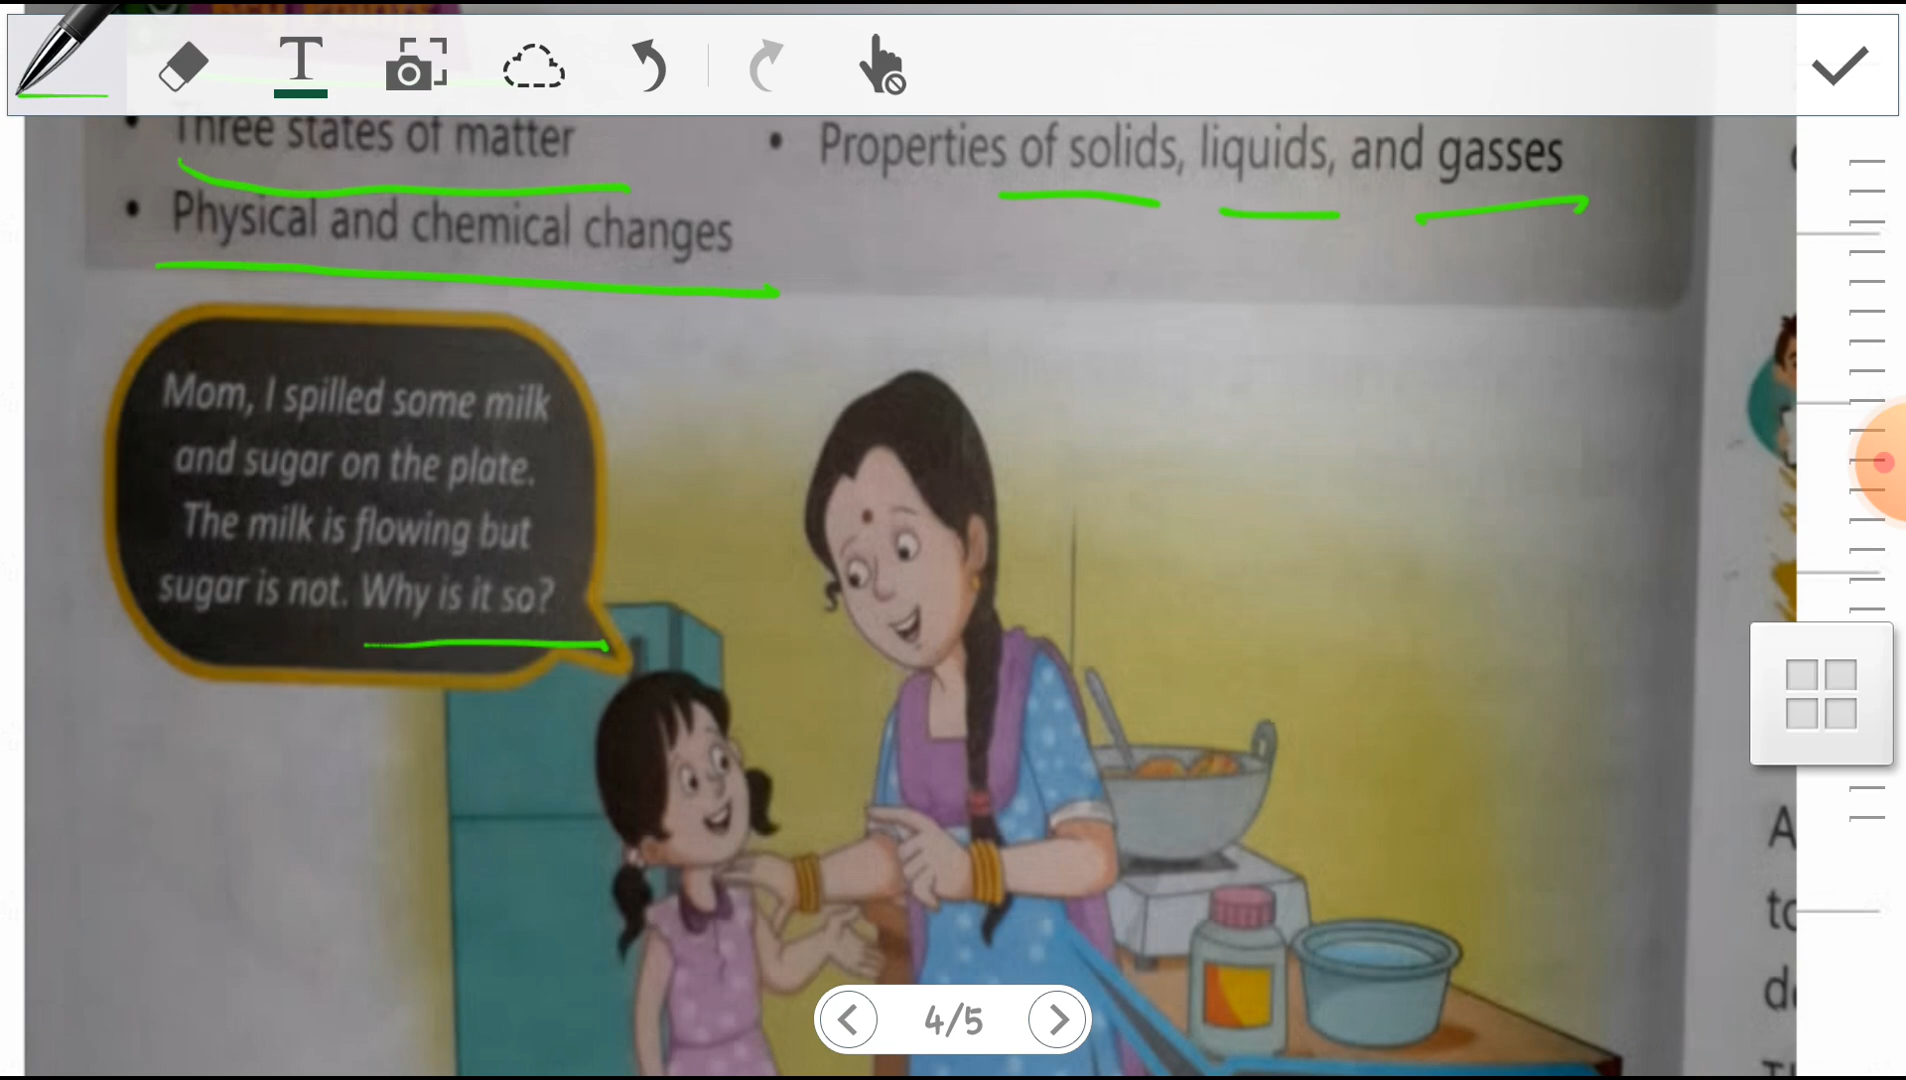 T
Three states of matter
• Properties of solids, liquids, and gasses
• Physical and chemical changes
Mom, I spilled some milk
and sugar on the plate.
The milk is flowing but
sugar is not. Why is it so?
4/5